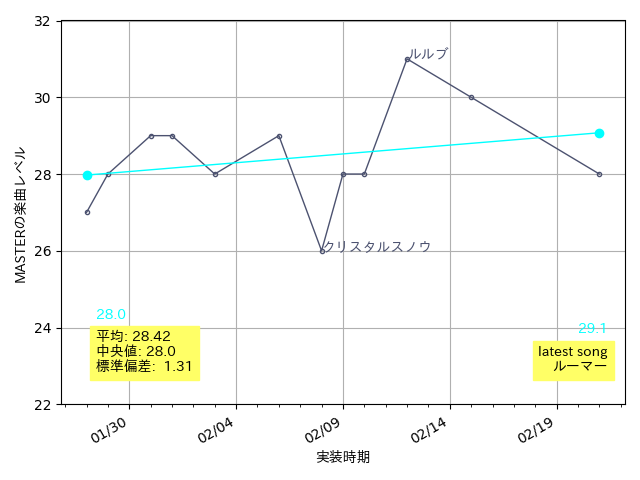 32
30
28
26
24
22
MASTERの楽曲レベル
ルルブ
クリスタルスノウ
28.0
29.1
平均: 28.42
中央値: 28.0
標準偏差: 1.31
latest song
ルーマー
01/30
02/04
02/09
02/14
02/19
実装時期